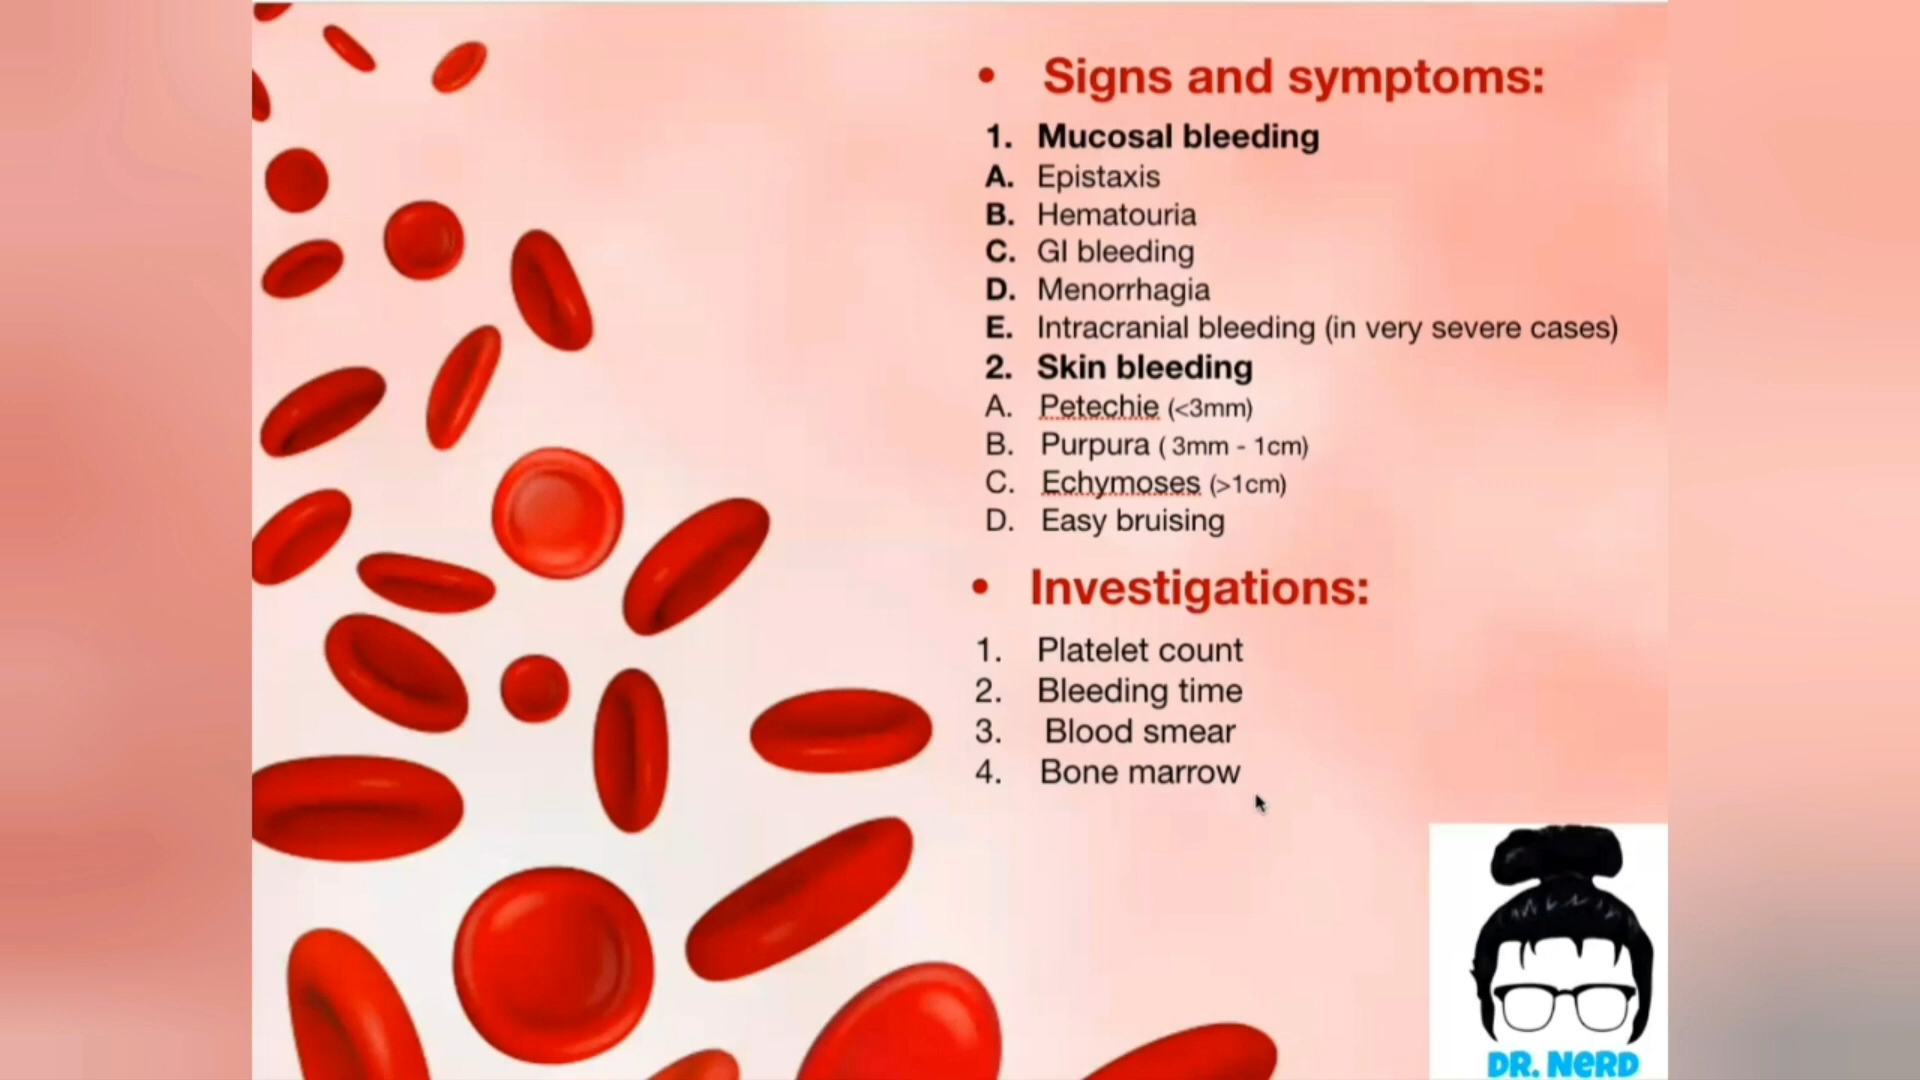 • Signs and symptoms:
1. Mucosal bleeding
A. Epistaxis
B. Hematouria
C. GI bleeding
D. Menorrhagia
E. Intracranial bleeding (in very severe cases)
2. Skin bleeding
A. Petechie (<3mm)
B. Purpura ( 3mm - 1cm)
C. Echymoses (>1cm)
D. Easy bruising
• Investigations:
1. Platelet count
2. Bleeding time
3. Blood smear
4. Bone marrow
DR. NeRD